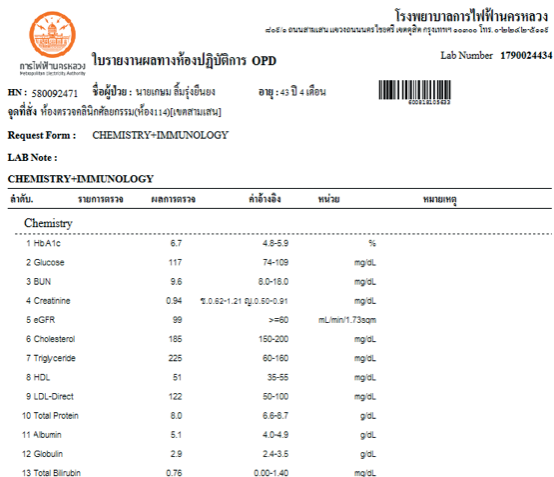 โรงพยาบาลการไฟฟ้านครหลวง
Lab Number 1790024434
การไฟฟ้านครหลวง
Metropolitan Electricity Authority
ใบรายงานผลทางห้องปฏิบัติการ OPD
HN : 580092471 ชื่อผู้ป่วย : นายเกษม ลิ้มรุ่งยืนยง อายุ : 43 ปี 4 เดือน
จุดที่สั่ง ห้องตรวจคลินิกศัลยกรรม(ห้อง114)[เขตสามเสน]
Request Form : CHEMISTRY+IMMUNOLOGY
LAB Note :
CHEMISTRY+IMMUNOLOGY
ลำดับ. รายการตรวจ ผลการตรวจ ค่าอ้างอิง หน่วย หมายเหตุ
Chemistry
1 HbA1c 6.7 4.8-5.9 %
2 Glucose 117 74-109 mg/dL
3 BUN 9.6 8.0-18.0 mg/dL
4 Creatinine 0.94 ช.0.62-1.21 ญ.0.50-0.91 mg/dL
5 eGFR 99 >=60 mL/min/1.73sqm
6 Cholesterol 185 150-200 mg/dL
7 Triglyceride 225 60-160 mg/dL
8 HDL 51 35-55 mg/dL
9 LDL-Direct 122 50-100 mg/dL
10 Total Protein 8.0 6.6-8.7 g/dL
11 Albumin 5.1 4.0-4.9 g/dL
12 Globulin 2.9 2.4-3.5 g/dL
13 Total Bilirubin 0.76 0.00-1.40 mg/dL